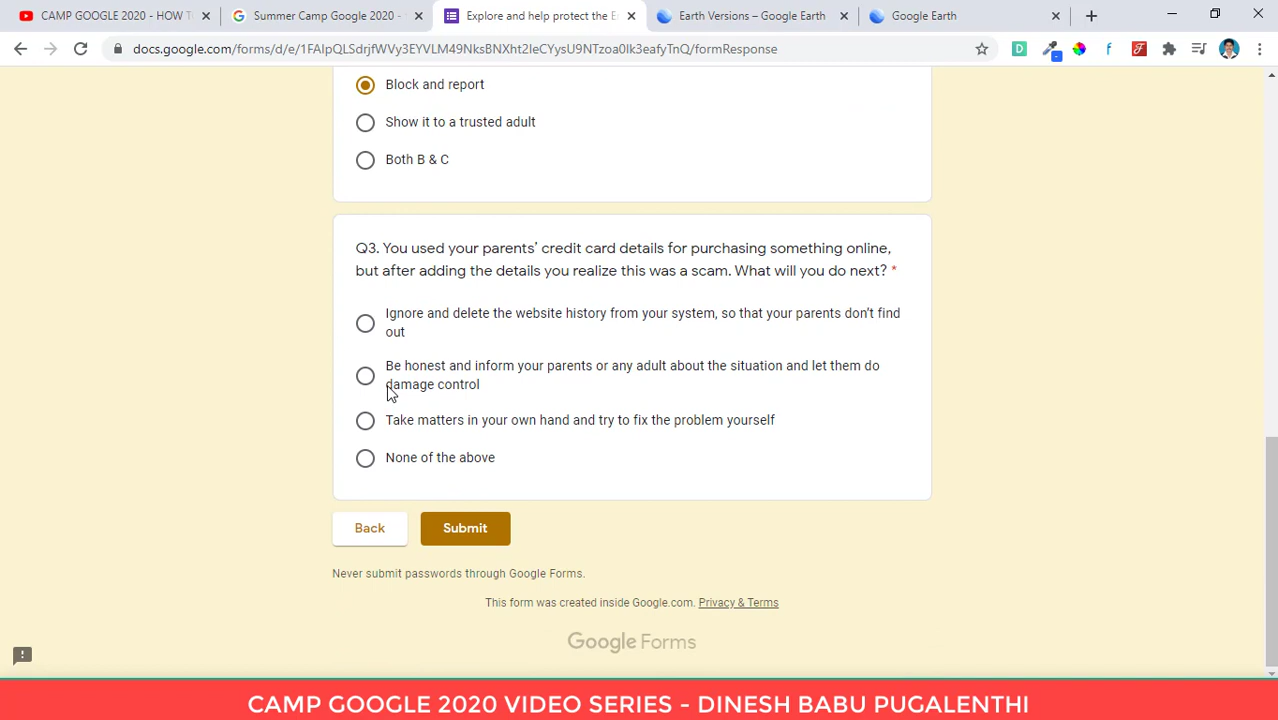 CAMP GOOGLE 2020 - HOW T
Summer Camp Google 2020 -
Explore and help protect the E
Earth Versions – Google Earth
Google Earth
docs.google.com/forms/d/e/1FAIpQLSdrjfWVy3EYVLM49NksBNXht2IeCYysU9NTzoa0Ik3eafyTnQ/formResponse
Block and report
Show it to a trusted adult
Both B & C
Q3. You used your parents’ credit card details for purchasing something online,
but after adding the details you realize this was a scam. What will you do next? *
Ignore and delete the website history from your system, so that your parents don’t find
out
Be honest and inform your parents or any adult about the situation and let them do
damage control
Take matters in your own hand and try to fix the problem yourself
None of the above
Back
Submit
Never submit passwords through Google Forms.
This form was created inside Google.com. Privacy & Terms
Google Forms
CAMP GOOGLE 2020 VIDEO SERIES - DINESH BABU PUGALENTHI